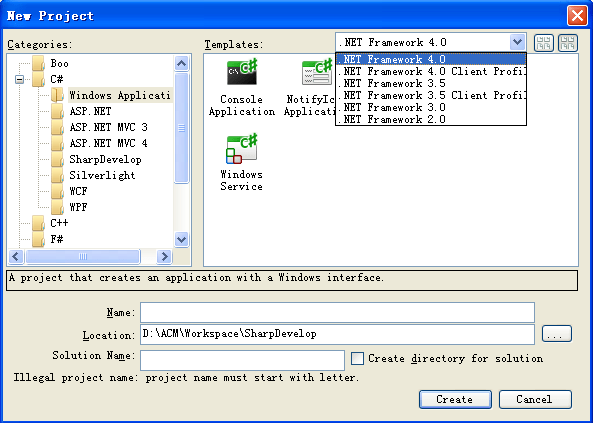 New Project
Categories:
Boo
C#
Windows Applicati
ASP.NET
ASP.NET MVC 3
ASP.NET MVC 4
SharpDevelop
Silverlight
WCF
WPF
C++
F#
Templates:
.NET Framework 4.0
.NET Framework 4.0
.NET Framework 4.0 Client Profil
.NET Framework 3.5
.NET Framework 3.5 Client Profil
.NET Framework 3.0
.NET Framework 2.0
C:\
C#
Console
Application
C#
NotifyIc
Applicati
C#
Windows
Service
A project that creates an application with a Windows interface.
Name:
Location:
D:\ACM\Workspace\SharpDevelop
...
Solution Name:
Create directory for solution
Illegal project name: project name must start with letter.
Create
Cancel